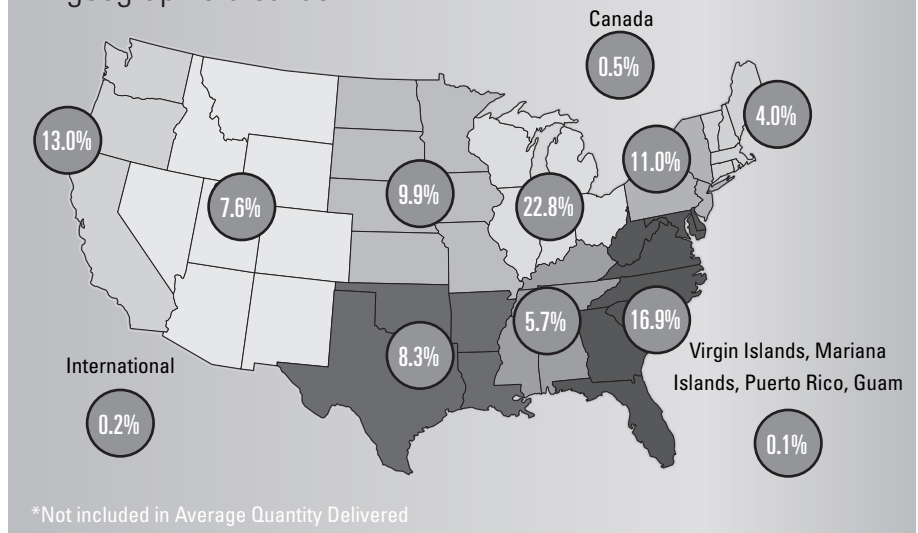 Canada
0.5%
4.0%
13.0%
11.0%
9.9%
7.6%
22.8%
5.7%
16.9%
8.3%
Virgin Islands, Mariana
Islands, Puerto Rico, Guam
International
0.2%
0.1%
*Not included in Average Quantity Delivered